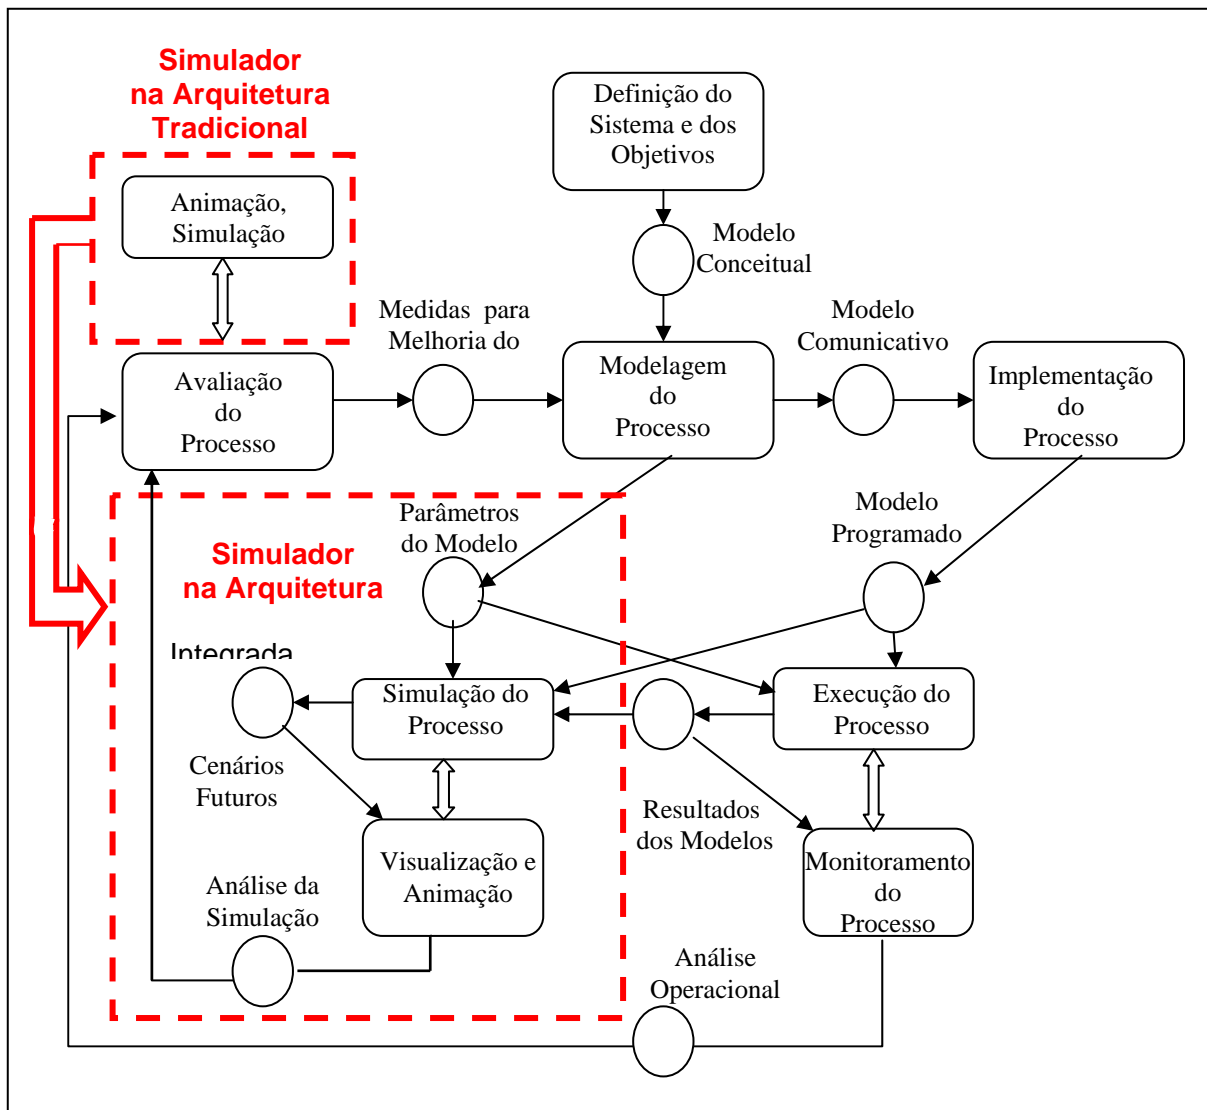 Simulador
na Arquitetura
Tradicional
Definição do
Sistema e dos
Objetivos
Animação,
Simulação
Modelo
Conceitual
Medidas para
Melhoria do
Modelo
Comunicativo
Avaliação
do
Processo
Modelagem
do
Processo
Implementação
do
Processo
Parâmetros
do Modelo
Modelo
Programado
Simulador
na Arquitetura
Integrada
Simulação do
Processo
Execução do
Processo
Cenários
Futuros
Resultados
dos Modelos
Visualização e
Animação
Monitoramento
do
Processo
Análise da
Simulação
Análise
Operacional